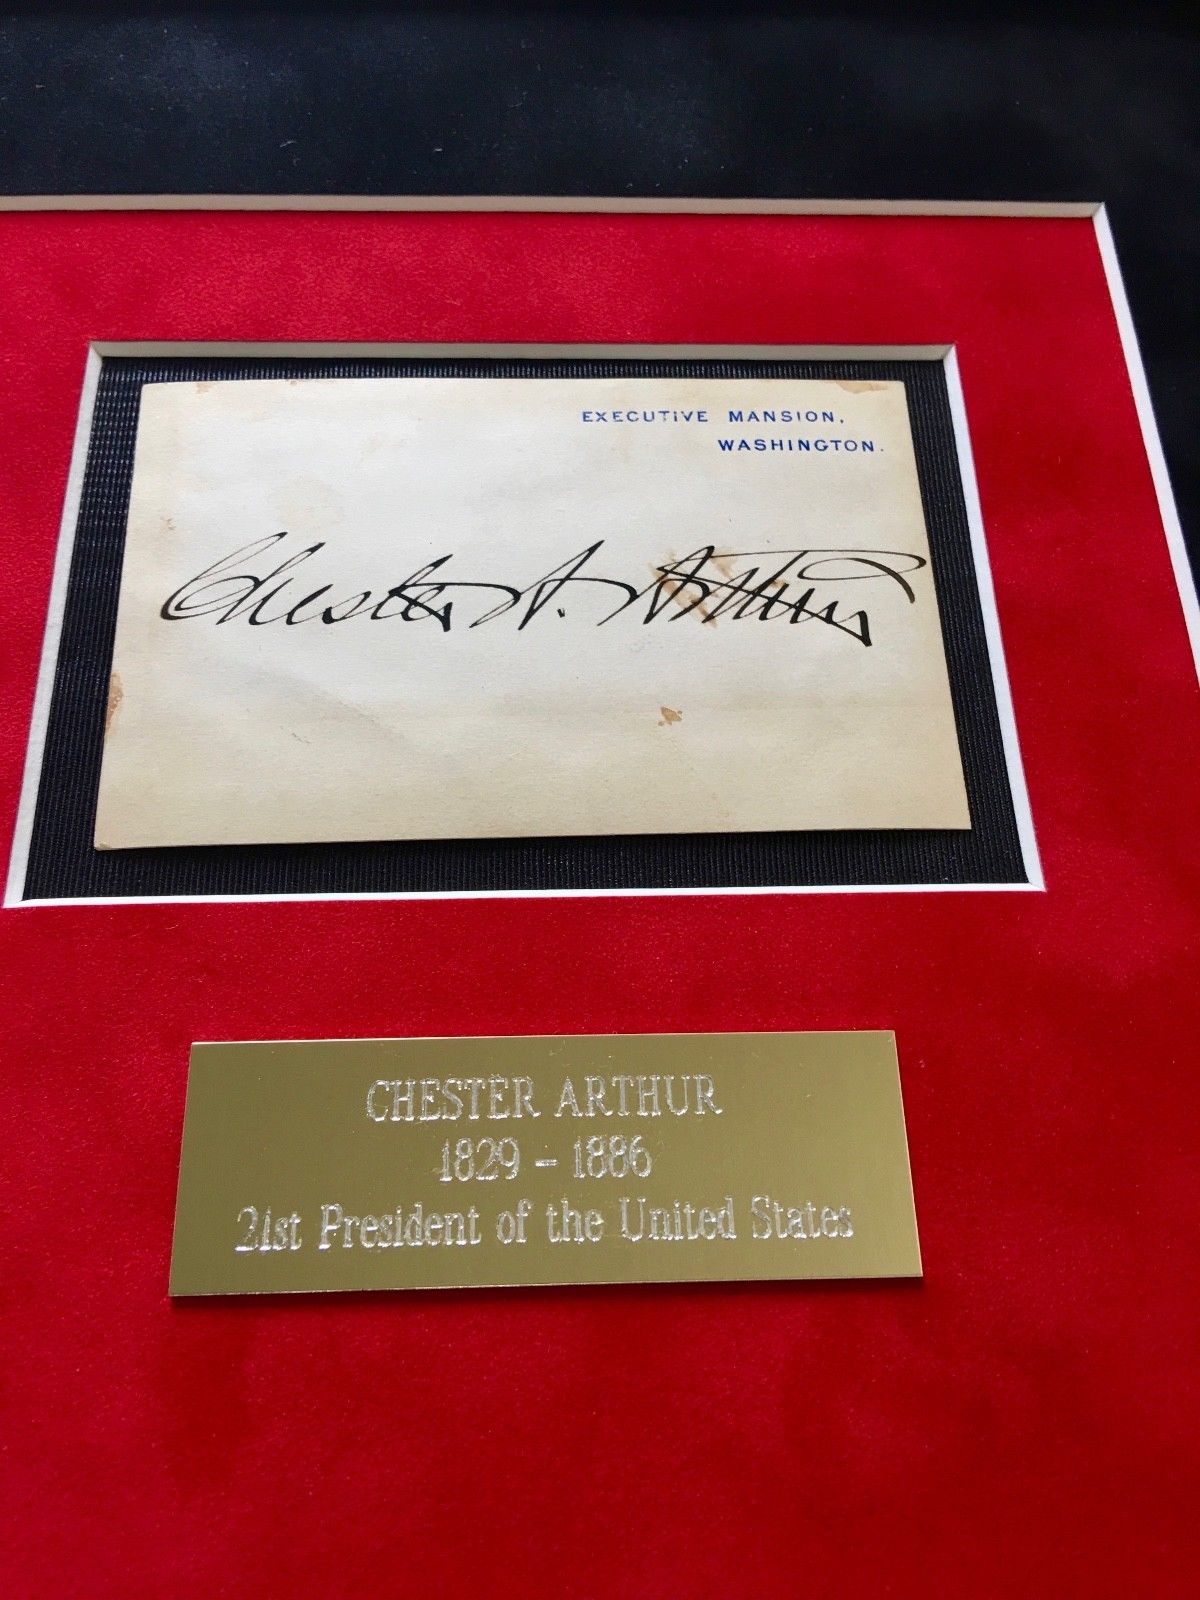 EXECUTIVE MANSION,
WASHINGTON.
Chester A. Arthur
CHESTER ARTHUR
1829 - 1886
21st President of the United States